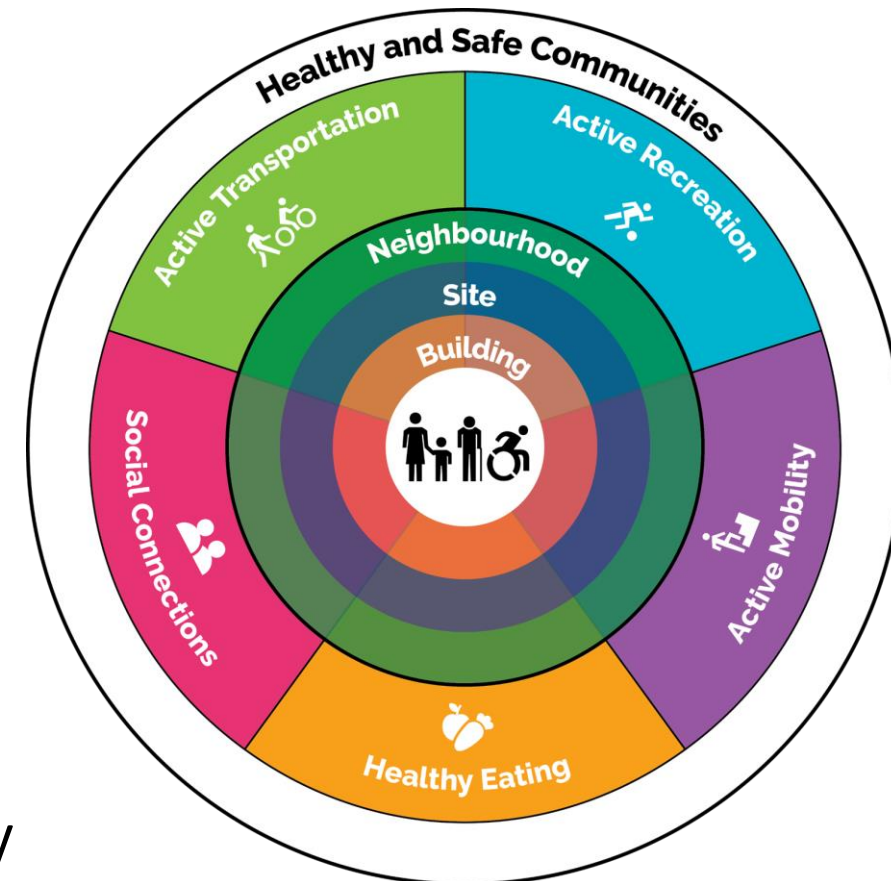 Healthy and Safe Communities
Active Transportation
Active Recreation
Neighbourhood
Site
Building
Social Connections
Active Mobility
Healthy Eating
y